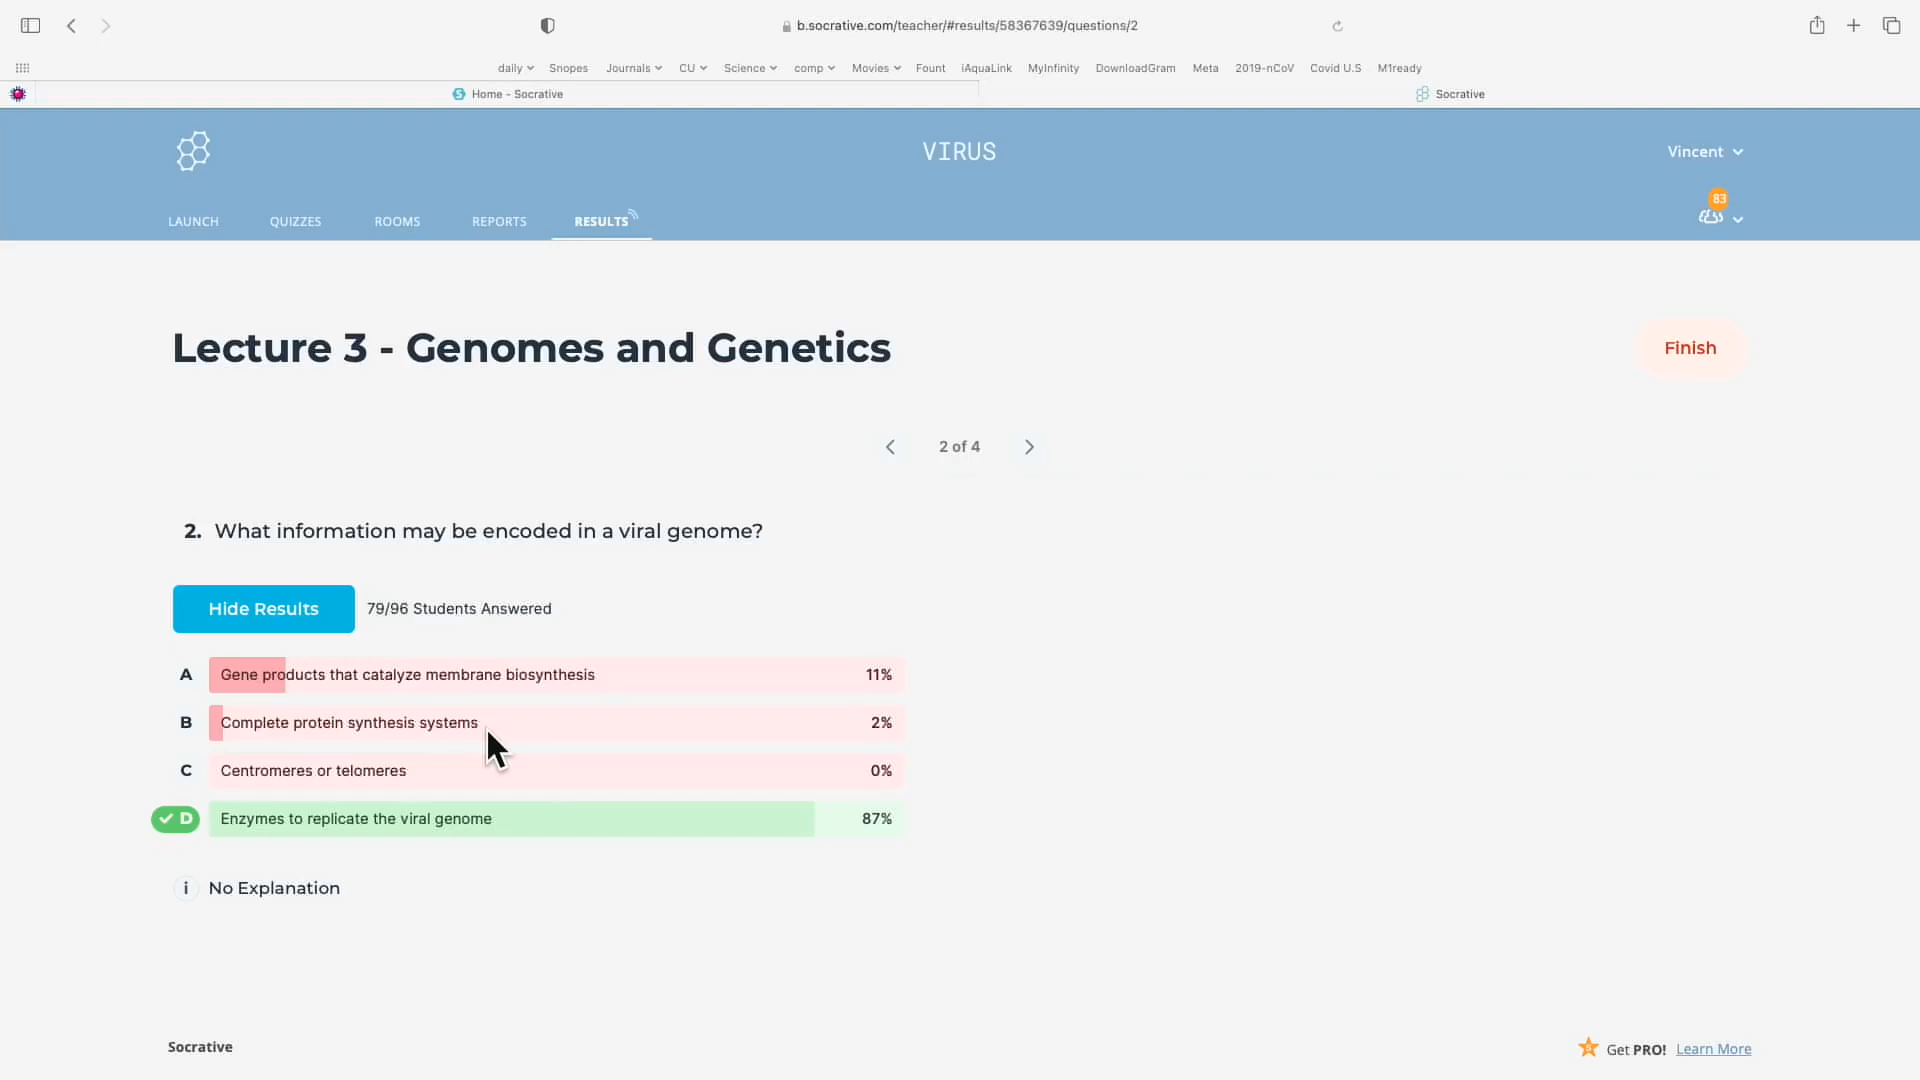 b.socrative.com/teacher/#results/58367639/questions/2
daily Snopes Journals CU Science comp Movies Fount iAquaLink MyInfinity DownloadGram Meta 2019-nCoV Covid U.S M1ready
Home - Socrative Socrative
VIRUS
Vincent
83
LAUNCH QUIZZES ROOMS REPORTS RESULTS
Lecture 3 - Genomes and Genetics
Finish
2 of 4
2. What information may be encoded in a viral genome?
Hide Results 79/96 Students Answered
A Gene products that catalyze membrane biosynthesis 11%
B Complete protein synthesis systems 2%
C Centromeres or telomeres 0%
D Enzymes to replicate the viral genome 87%
i No Explanation
Socrative
Get PRO! Learn More